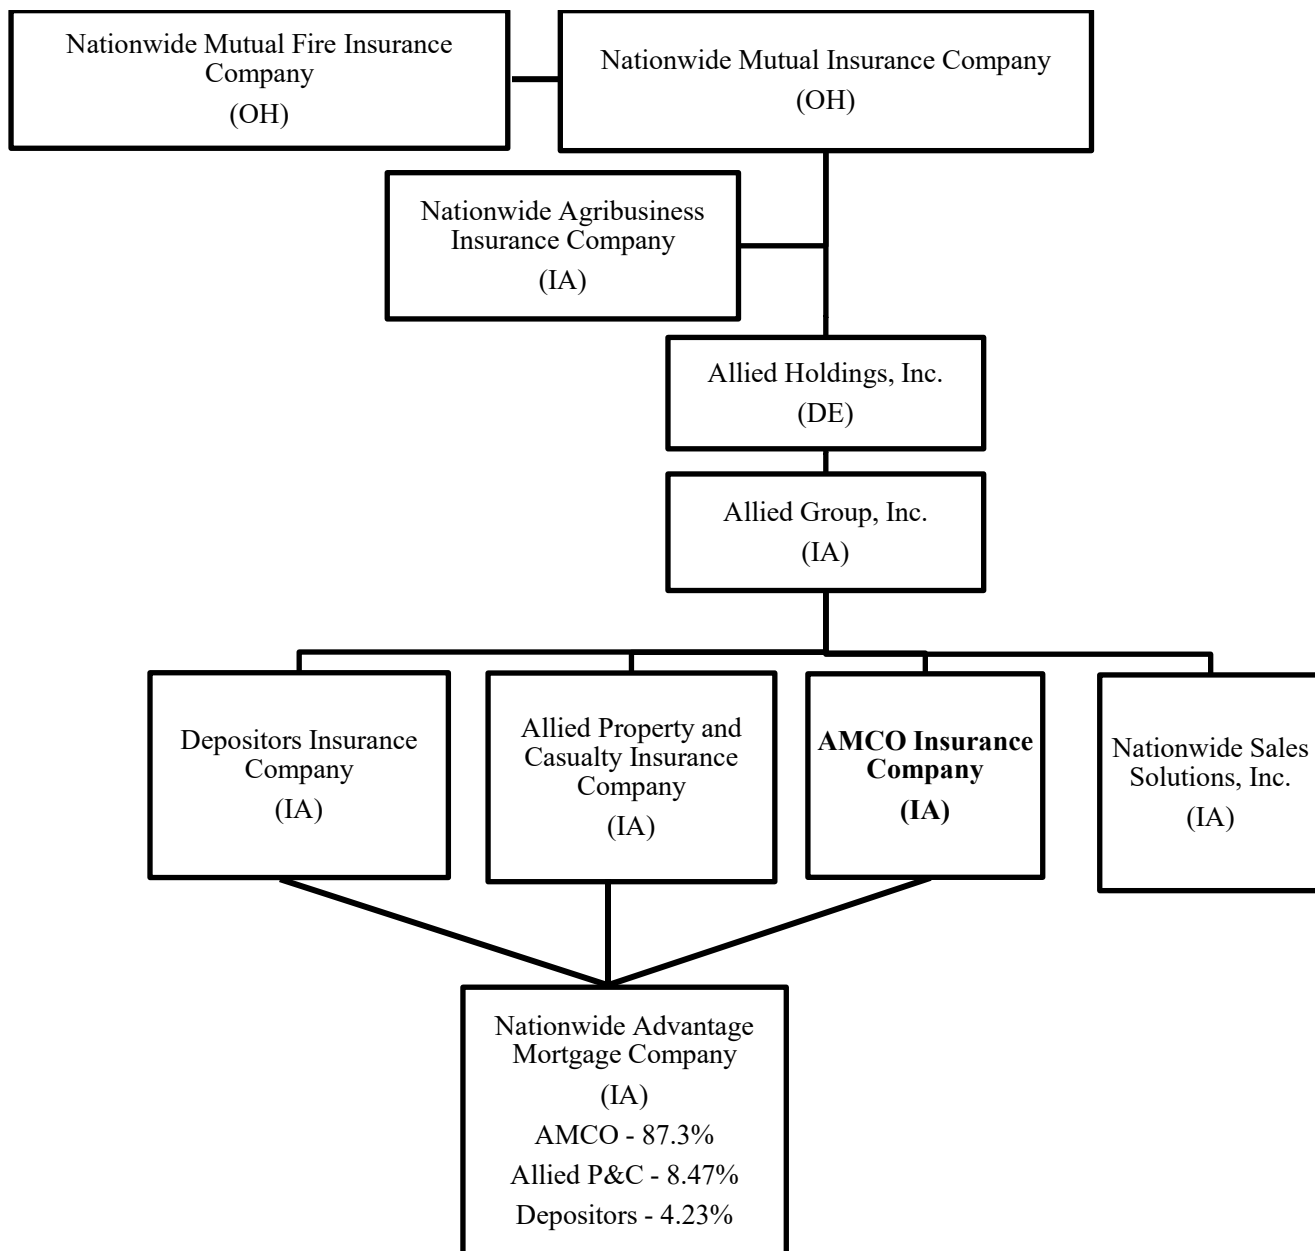 Nationwide Mutual Fire Insurance
Company
(OH)
Nationwide Mutual Insurance Company
(OH)
Nationwide Agribusiness
Insurance Company
(IA)
Allied Holdings, Inc.
(DE)
Allied Group, Inc.
(IA)
Depositors Insurance
Company
(IA)
Allied Property and
Casualty Insurance
Company
(IA)
AMCO Insurance
Company
(IA)
Nationwide Sales
Solutions, Inc.
(IA)
Nationwide Advantage
Mortgage Company
(IA)
AMCO - 87.3%
Allied P&C - 8.47%
Depositors - 4.23%